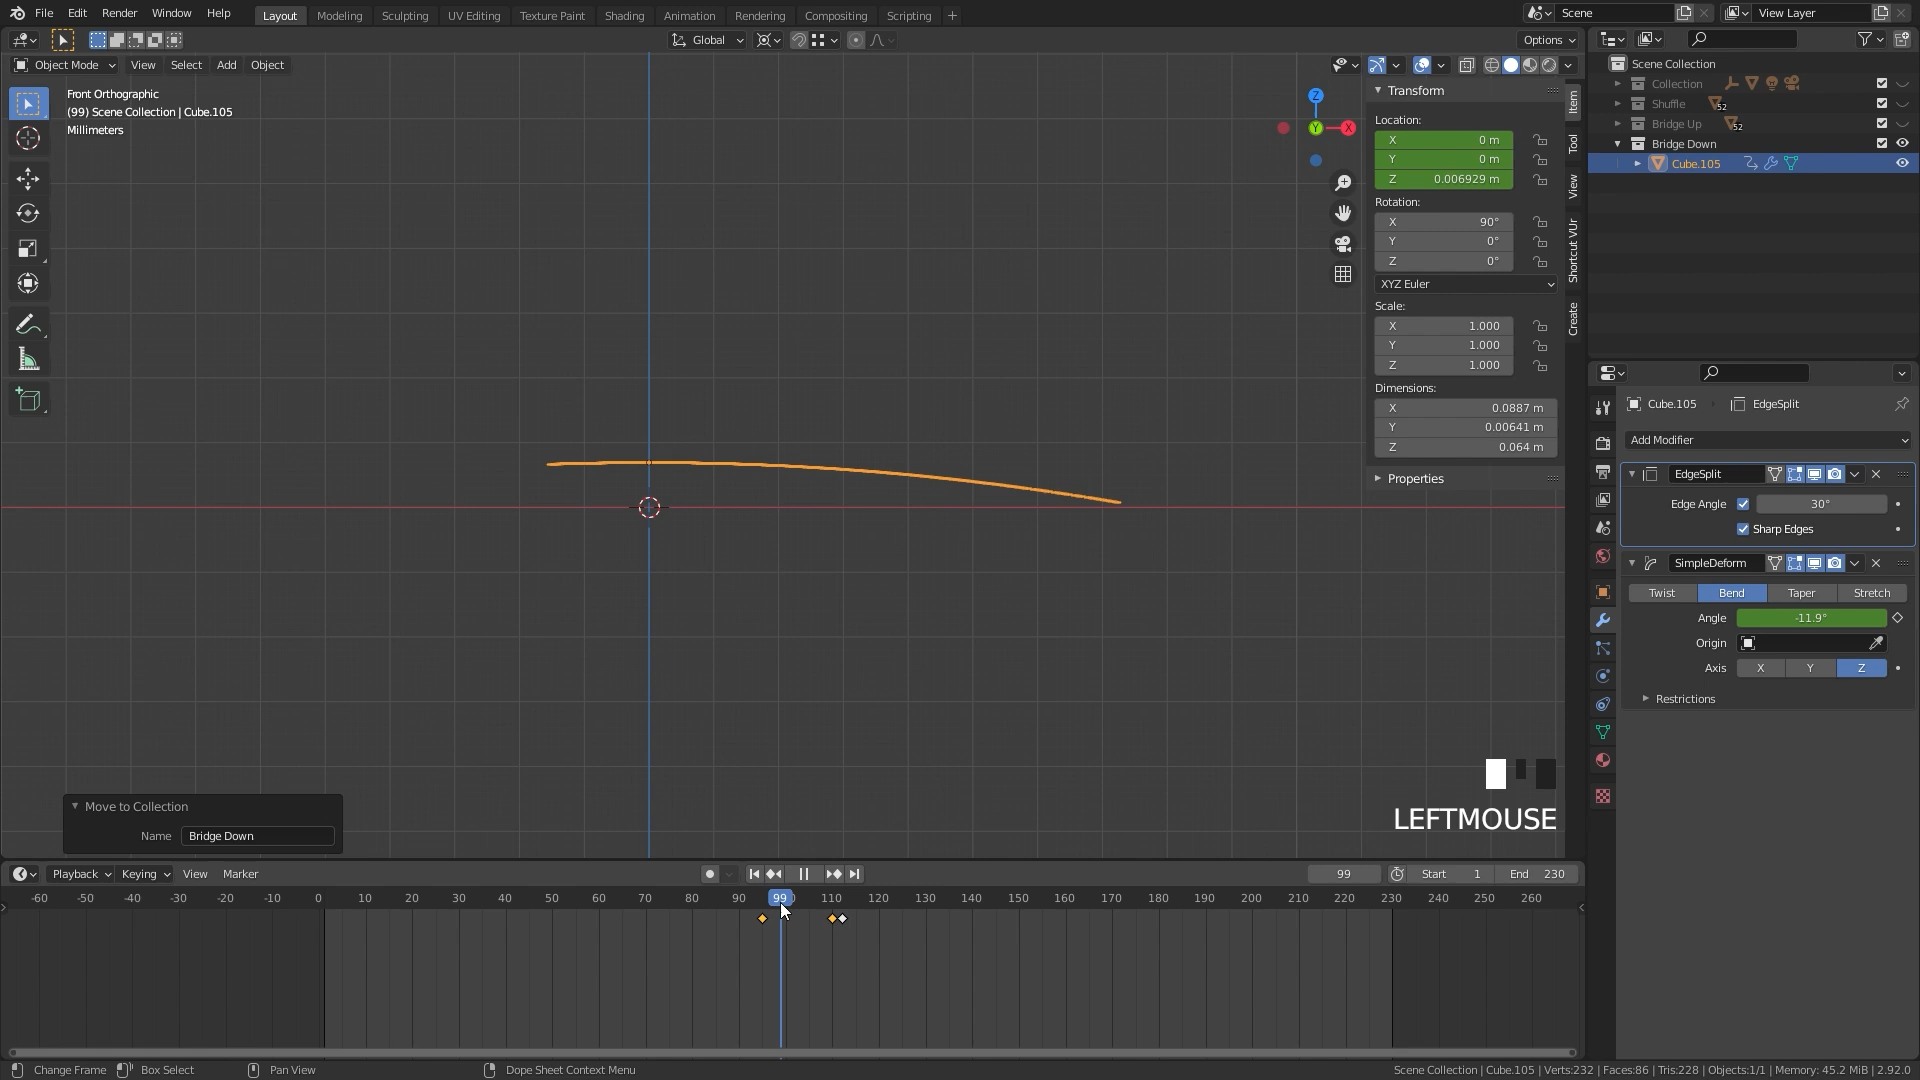 File Edit Render Window Help Layout Modeling Sculpting UV Editing Texture Paint Shading Animation Rendering Compositing Scripting + Scene View Layer
Global Options
Object Mode View Select Add Object
Front Orthographic
(99) Scene Collection | Cube.105
Millimeters
Z
Y
X
Transform
Location:
X 0 m
Y 0 m
Z 0.006929 m
Rotation:
X 90°
Y 0°
Z 0°
XYZ Euler
Scale:
X 1.000
Y 1.000
Z 1.000
Dimensions:
X 0.0887 m
Y 0.00641 m
Z 0.064 m
Properties
Item
Tool
View
Shortcut VUr
Create
Scene Collection
Collection
Shuffle 52
Bridge Up 52
Bridge Down
Cube.105
Cube.105 EdgeSplit
Add Modifier
EdgeSplit
Edge Angle 30°
Sharp Edges
SimpleDeform
Twist Bend Taper Stretch
Angle -11.9°
Origin
Axis X Y Z
Restrictions
LEFTMOUSE
Move to Collection
Name Bridge Down
Playback Keying View Marker 99 Start 1 End 230
-60 -50 -40 -30 -20 -10 0 10 20 30 40 50 60 70 80 90 99 110 120 130 140 150 160 170 180 190 200 210 220 230 240 250 260
Change Frame Box Select Pan View Dope Sheet Context Menu Scene Collection | Cube.105 | Verts:232 | Faces:86 | Tris:228 | Objects:1/1 | Memory: 45.2 MiB | 2.92.0